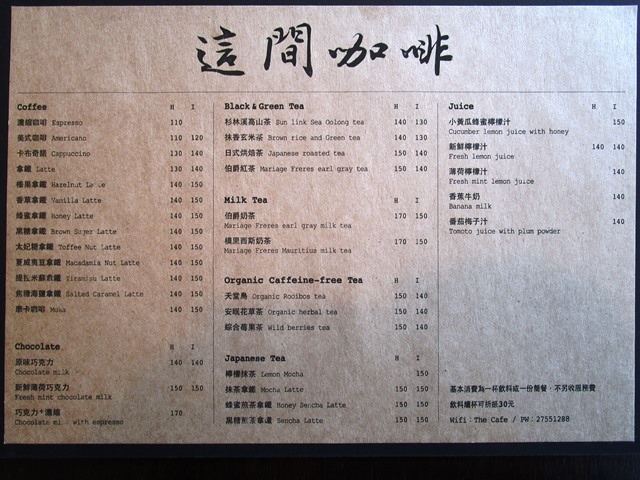 這間咖啡
Coffee H I
濃縮咖啡 Espresso 110
美式咖啡 Americano 110 120
卡布奇諾 Cappuccino 130 140
拿鐵 Latte 130 140
榛果拿鐵 Hazelnut Latte 140 150
香草拿鐵 Vanilla Latte 140 150
蜂蜜拿鐵 Honey Latte 140 150
黑糖拿鐵 Brown Sugar Latte 140 150
太妃糖拿鐵 Toffee Nut Latte 140 150
夏威夷豆拿鐵 Macadamia Nut Latte 140 150
提拉米蘇拿鐵 Tiramisu Latte 140 150
焦糖海鹽拿鐵 Salted Caramel Latte 140 150
摩卡咖啡 Moka 140 150
Chocolate H I
原味巧克力 140 140
Chocolate milk
新鮮薄荷巧克力 150 150
Fresh mint chocolate milk
巧克力+濃縮 170
Chocolate milk with espresso
Black & Green Tea H I
杉林溪高山茶 Sun link Sea Oolong tea 140 130
抹香玄米茶 Brown rice and Green tea 140 130
日式烘焙茶 Japanese roasted tea 150 140
伯爵紅茶 Mariage Freres earl gray tea 150 140
Milk Tea H I
伯爵奶茶 170 150
Mariage Freres earl gray milk tea
模里西斯奶茶 170 150
Mariage Freres Mauritius milk tea
Organic Caffeine-free Tea H I
天堂鳥 Organic Rooibos tea 150 140
安眠花草茶 Organic herbal tea 150 140
綜合莓果茶 Wild berries tea 150 140
Japanese Tea H I
檸檬抹茶 Lemon Mocha 150
抹茶拿鐵 Mocha Latte 150 150
蜂蜜煎茶拿鐵 Honey Sencha Latte 150 150
黑糖煎茶拿鐵 Sencha Latte 150 150
Juice H I
小黃瓜蜂蜜檸檬汁 150
Cucumber lemon juice with honey
新鮮檸檬汁 140 140
Fresh lemon juice
薄荷檸檬汁 140
Fresh mint lemon juice
香蕉牛奶 140
Banana milk
番茄梅子汁 140
Tomoto juice with plum powder
基本消費為一杯飲料或一份簡餐，不另收服務費
飲料續杯可折抵30元
Wifi：The Cafe / PW：27551288